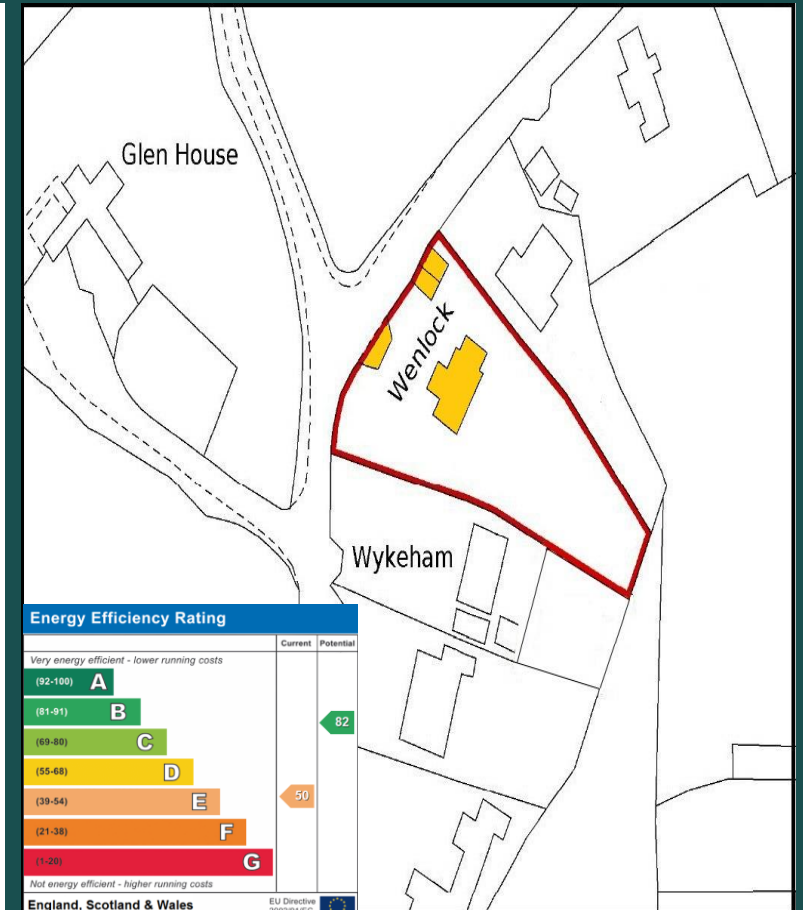 Glen House
Wenlock
Wykeham
Energy Efficiency Rating
Current Potential
Very energy efficient - lower running costs
(92-100) A
(81-91) B
82
(69-80) C
(55-68) D
(39-54) E
50
(21-38) F
(1-20) G
Not energy efficient - higher running costs
England, Scotland & Wales
EU Directive